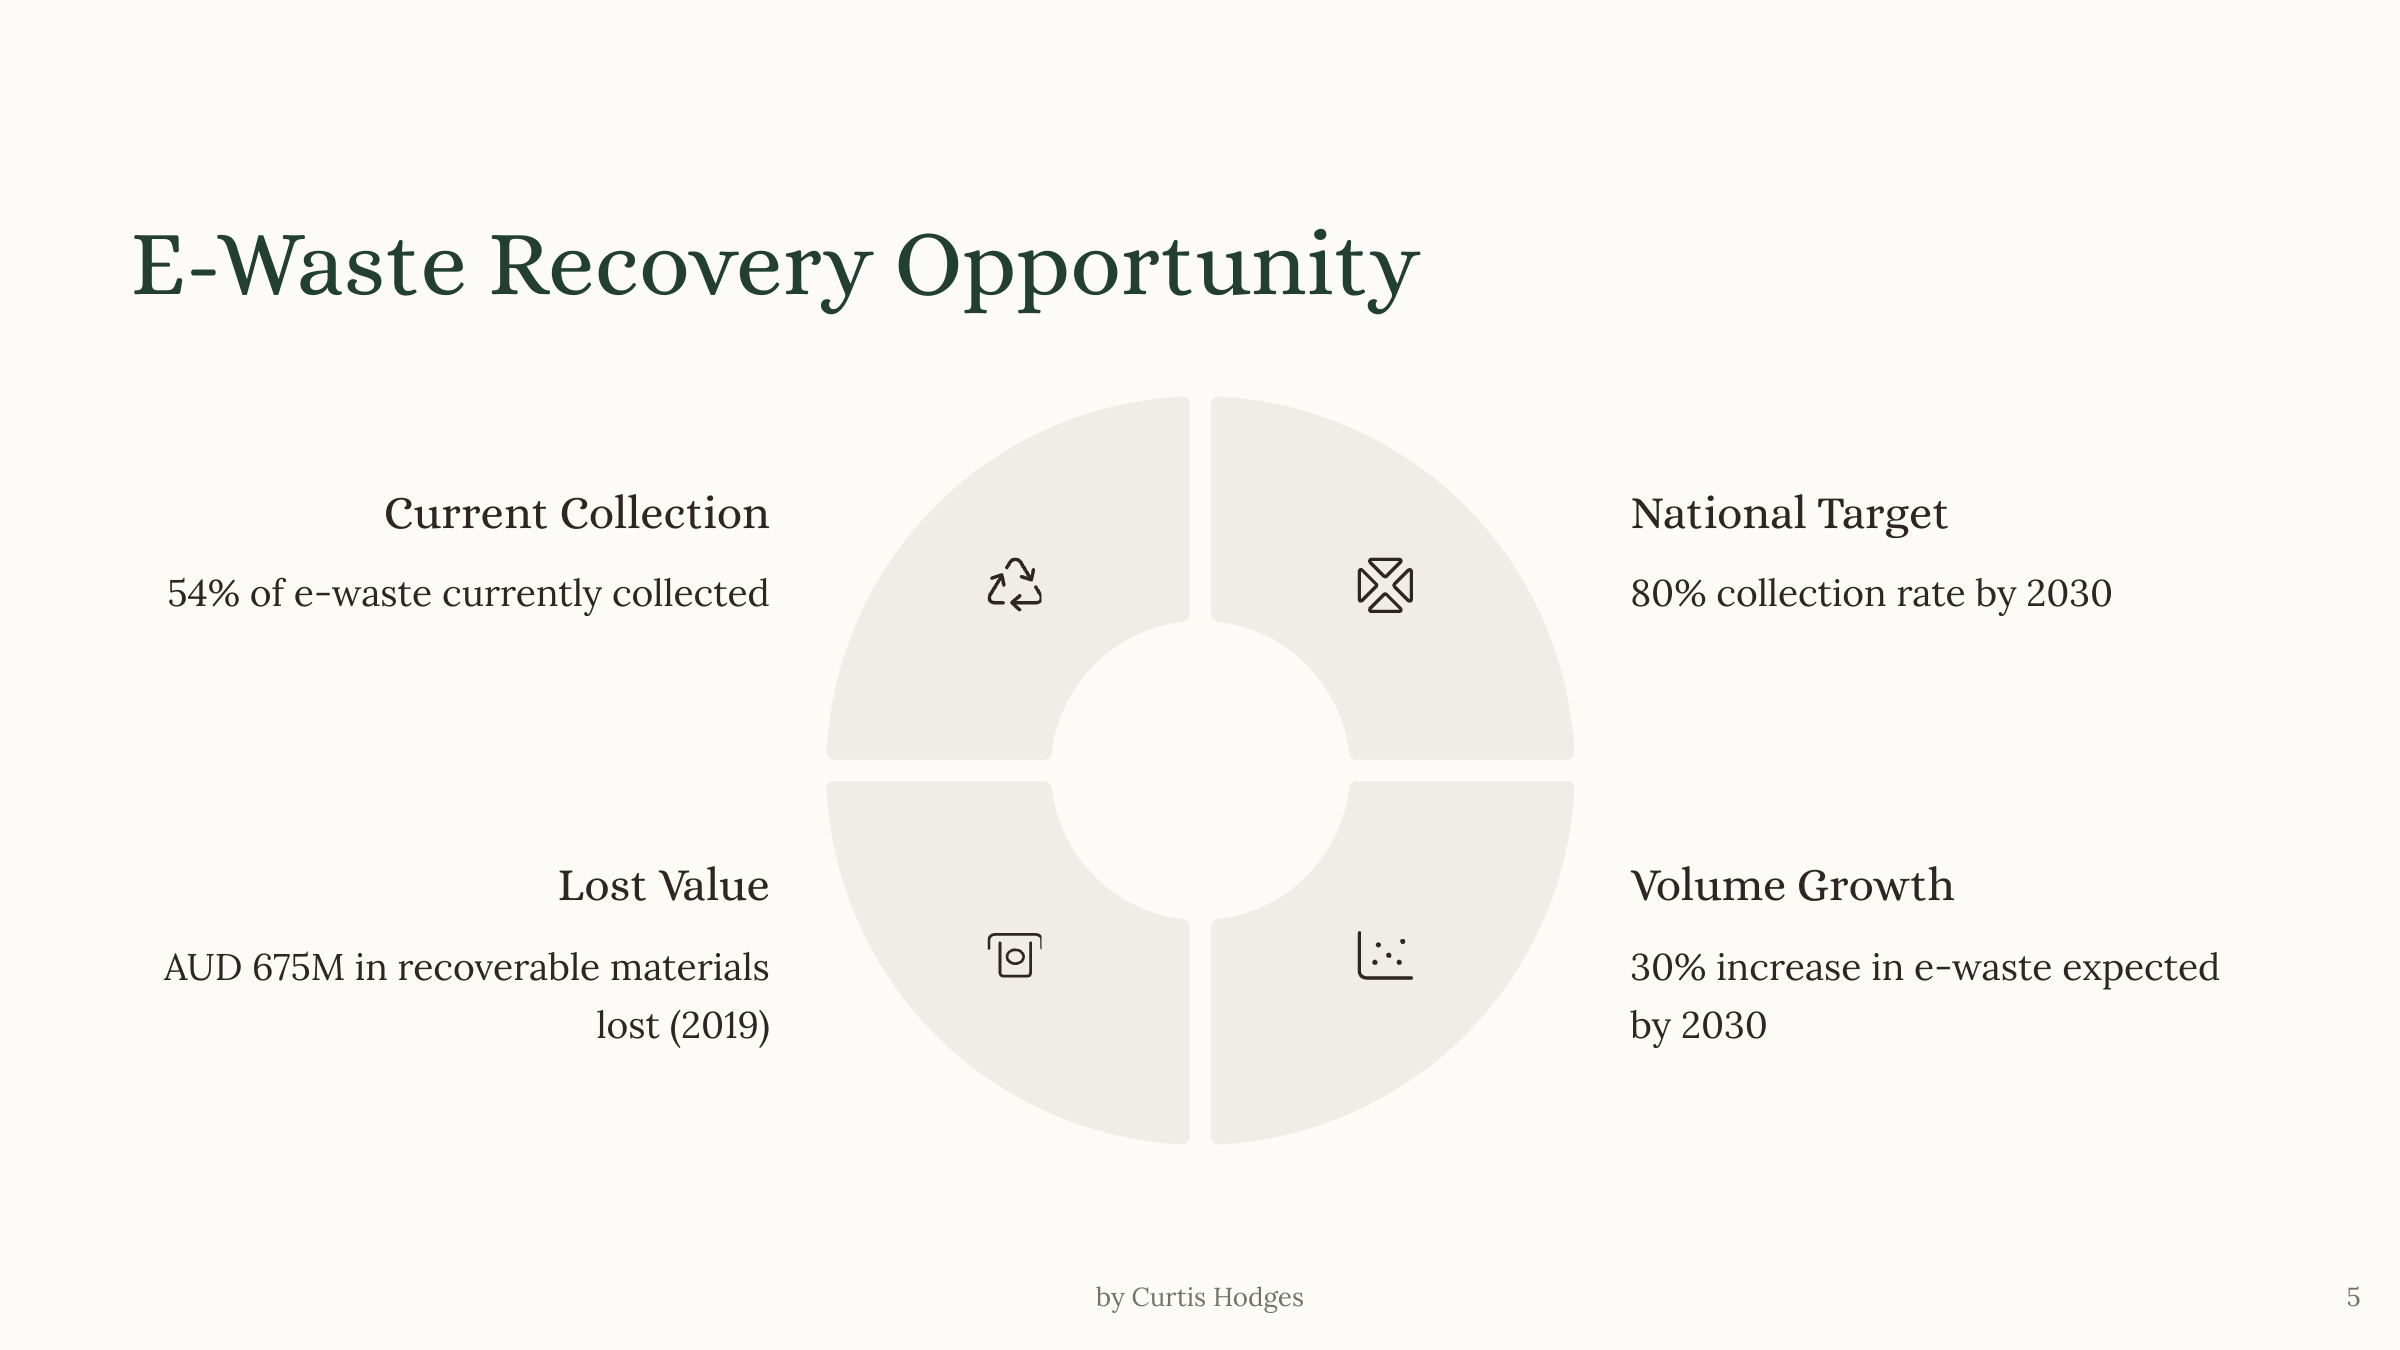 E-Waste Recovery Opportunity
Current Collection
54% of e-waste currently collected
National Target
80% collection rate by 2030
Lost Value
AUD 675M in recoverable materials
lost (2019)
Volume Growth
30% increase in e-waste expected
by 2030
by Curtis Hodges
5